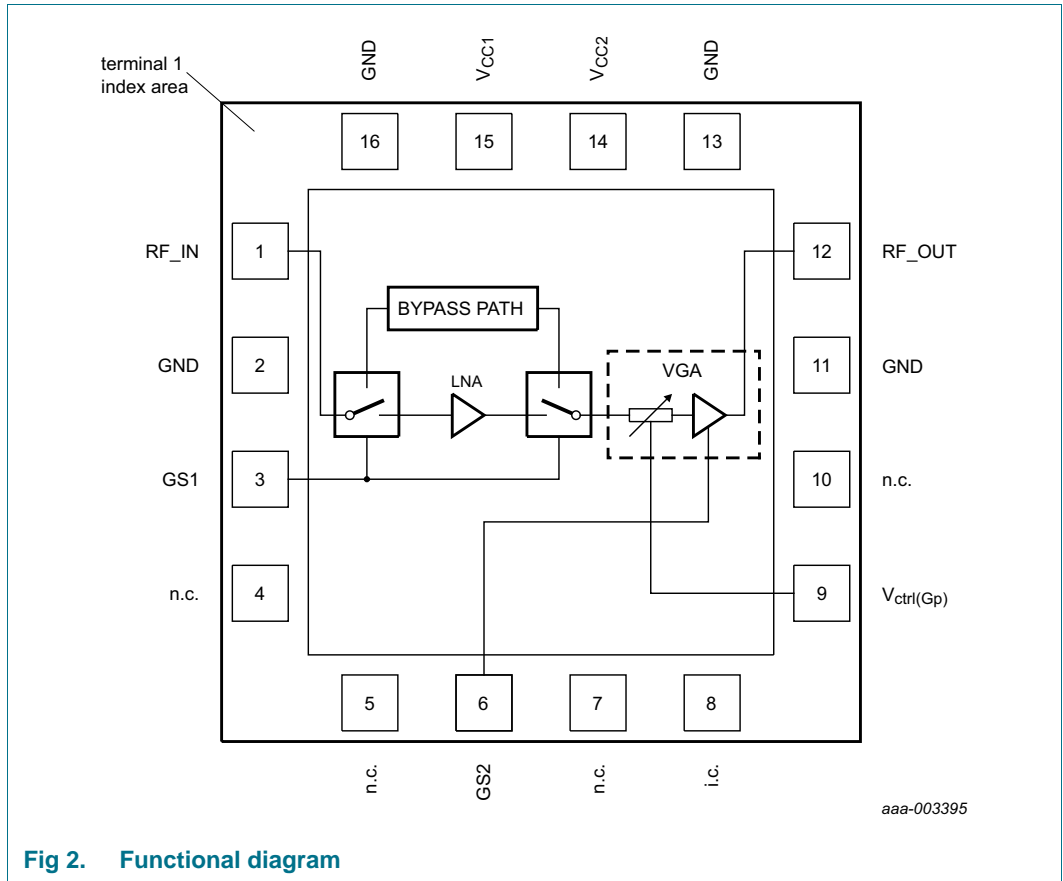 terminal 1
index area
GND
VCC1
VCC2
GND
16
15
14
13
RF_IN
1
12
RF_OUT
BYPASS PATH
GND
2
LNA
VGA
11
GND
GS1
3
10
n.c.
n.c.
4
9
Vctrl(Gp)
5
6
7
8
n.c.
GS2
n.c.
i.c.
aaa-003395
Fig 2. Functional diagram